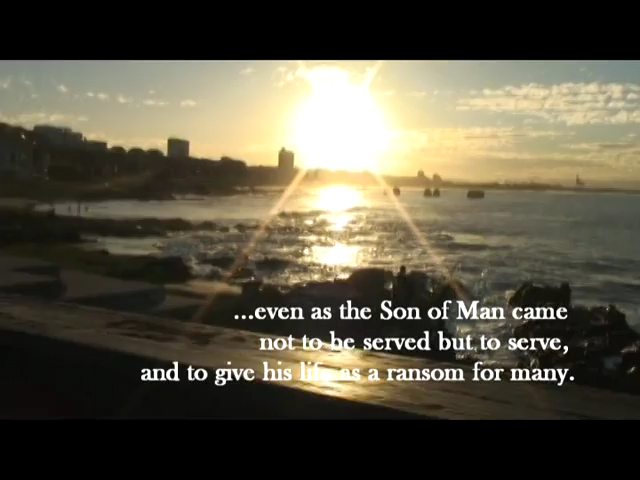 ...even as the Son of Man came
not to be served but to serve,
and to give his life as a ransom for many.